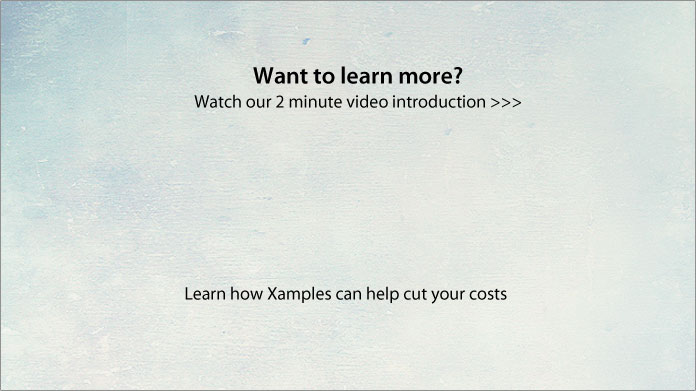 Want to learn more?
Watch our 2 minute video introduction >>>
Learn how Xamples can help cut your costs